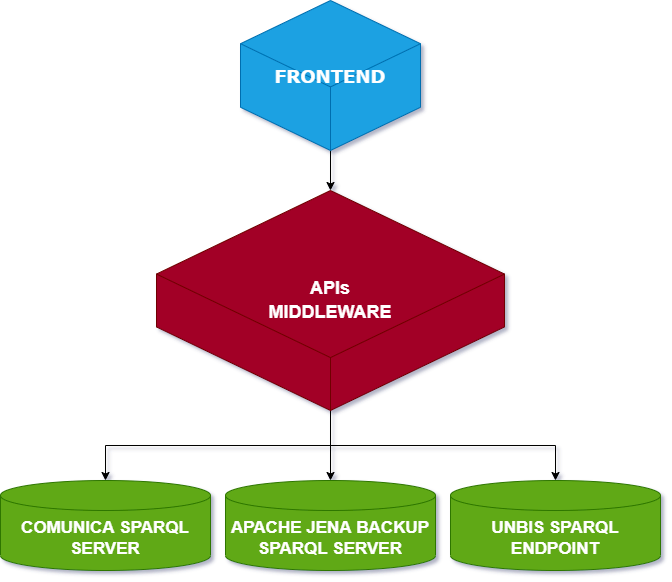 FRONTEND
APIs
MIDDLEWARE
COMUNICA SPARQL
SERVER
APACHE JENA BACKUP
SPARQL SERVER
UNBIS SPARQL
ENDPOINT